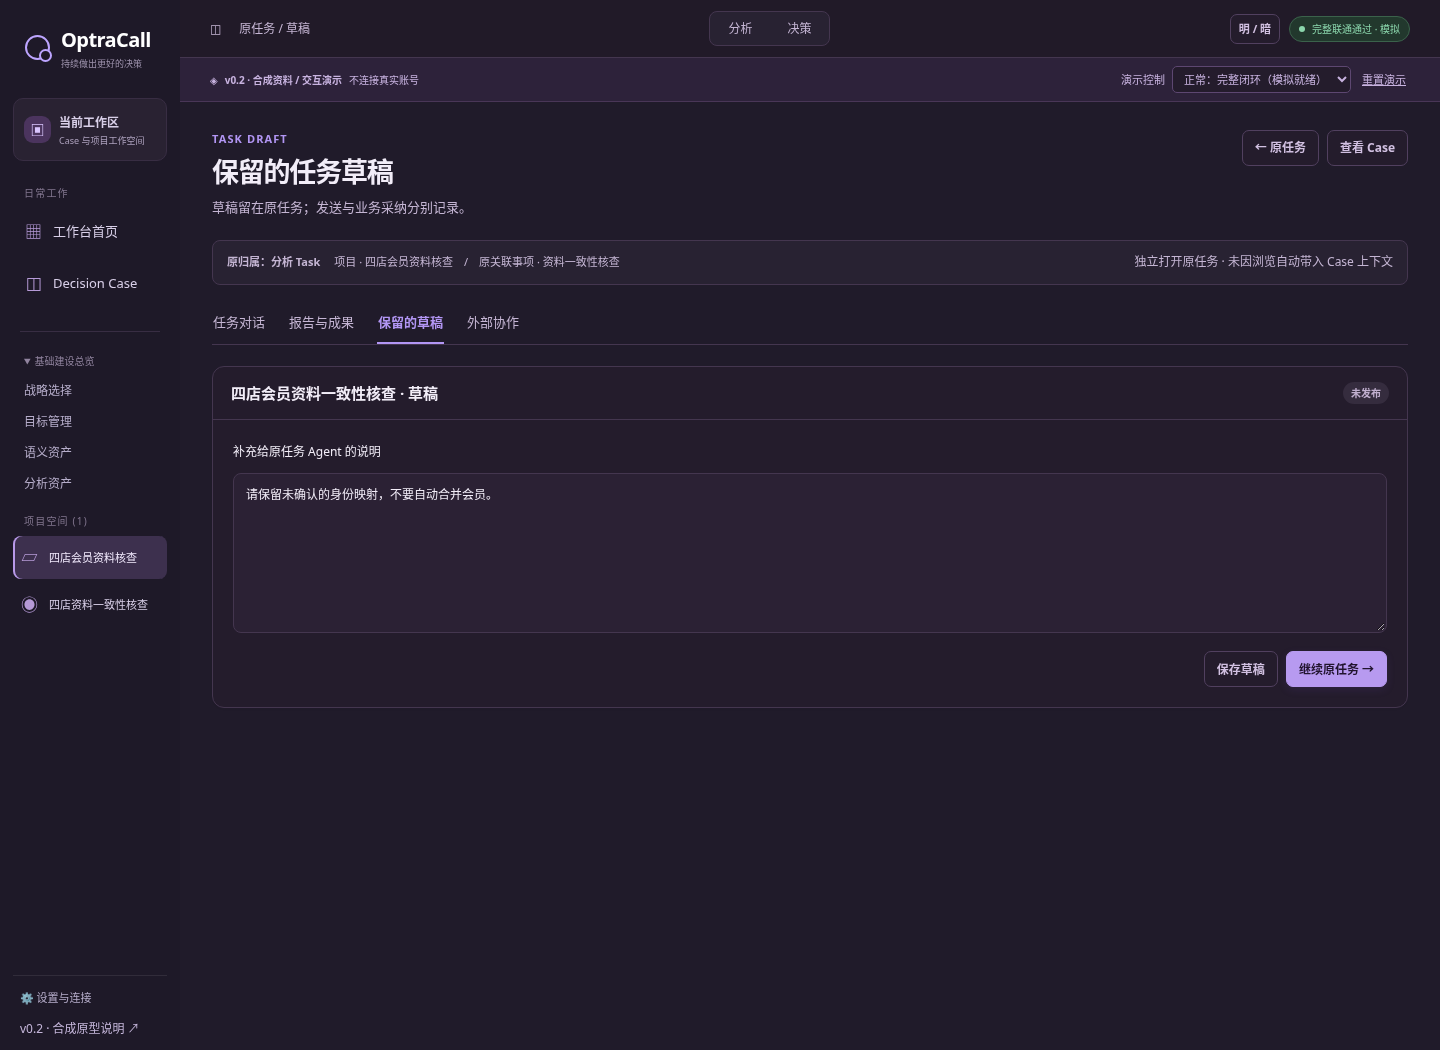 OptraCall
持续做出更好的决策
当前工作区
Case 与项目工作空间
日常工作
工作台首页
Decision Case
▼ 基础建设总览
战略选择
目标管理
语义资产
分析资产
项目空间 (1)
四店会员资料核查
四店资料一致性核查
设置与连接
v0.2 · 合成原型说明 ↗
原任务 / 草稿
分析
决策
明 / 暗
完整联通通过 · 模拟
v0.2 · 合成资料 / 交互演示 不连接真实账号
演示控制
正常：完整闭环（模拟就绪）
重置演示
TASK DRAFT
保留的任务草稿
草稿留在原任务；发送与业务采纳分别记录。
← 原任务
查看 Case
原归属：分析 Task 项目 · 四店会员资料核查 / 原关联事项 · 资料一致性核查
独立打开原任务 · 未因浏览自动带入 Case 上下文
任务对话
报告与成果
保留的草稿
外部协作
四店会员资料一致性核查 · 草稿
未发布
补充给原任务 Agent 的说明
请保留未确认的身份映射，不要自动合并会员。
保存草稿
继续原任务 →